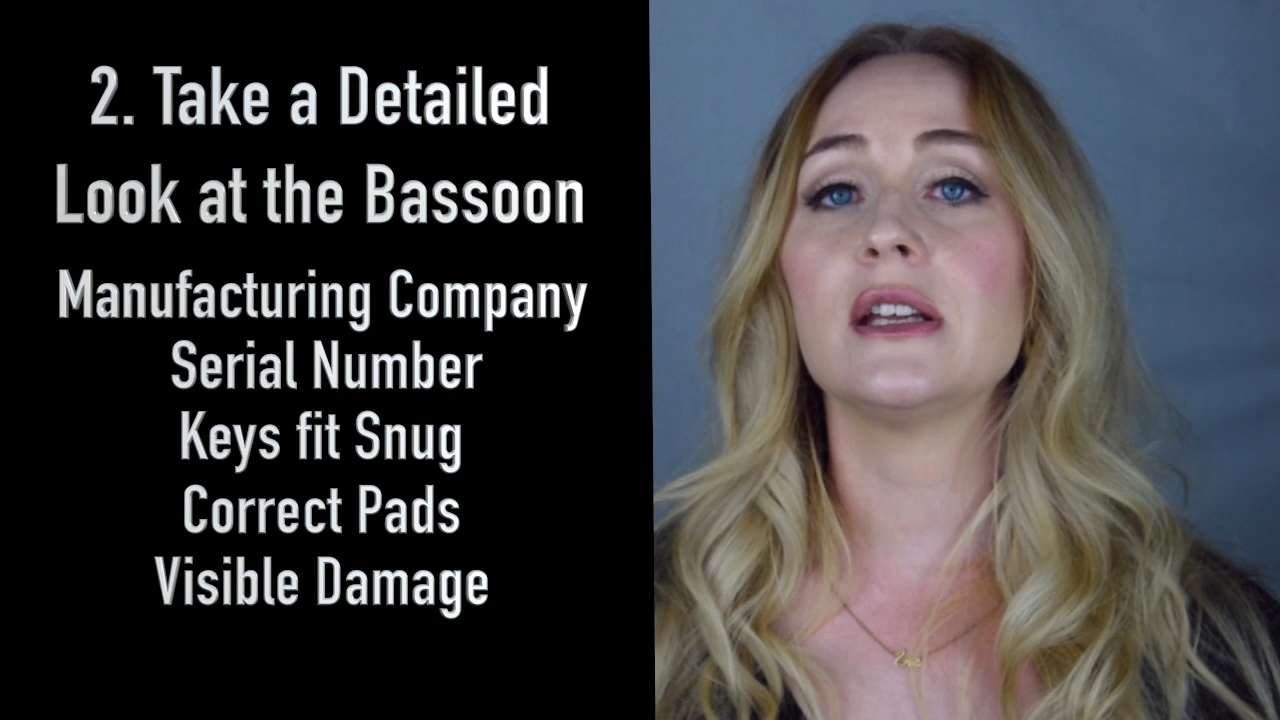 2. Take a Detailed
Look at the Bassoon
Manufacturing Company
Serial Number
Keys fit Snug
Correct Pads
Visible Damage